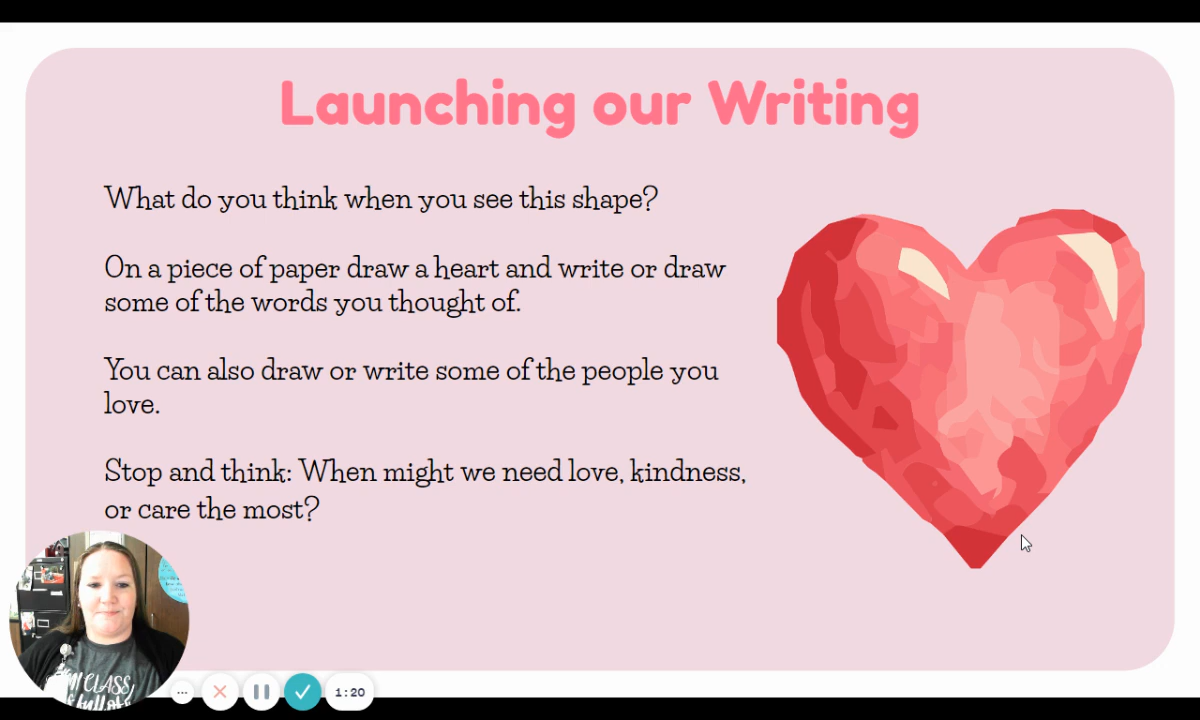 Launching our Writing
What do you think when you see this shape?
On a piece of paper draw a heart and write or draw
some of the words you thought of.
You can also draw or write some of the people you
love.
Stop and think: When might we need love, kindness,
or care the most?
CLASS
1:20